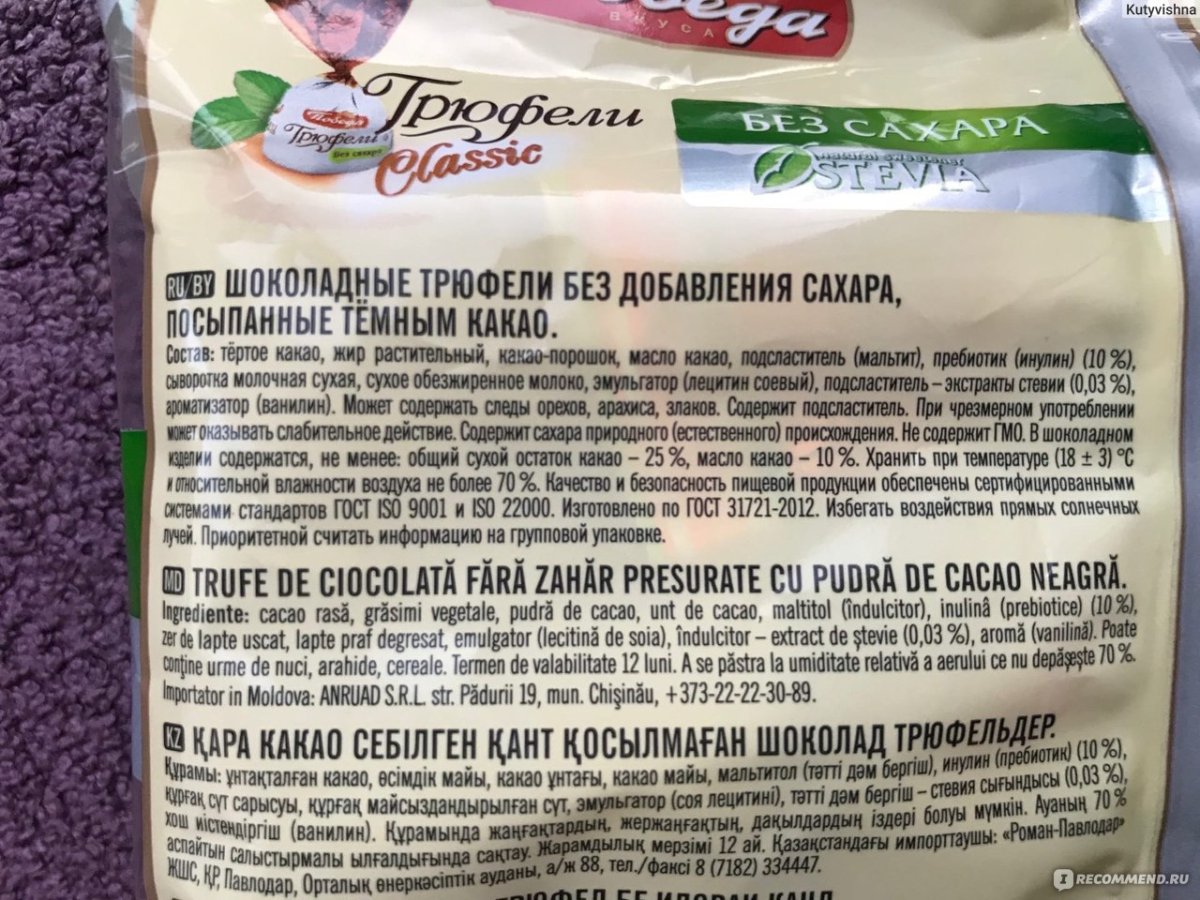 Kutyvishna
Победа
ВКУСА
Трюфели
Classic
Победа
Трюфели
Без сахара
БЕЗ САХАРА
Natural Sweetener
STEVIA
RU/BY ШОКОЛАДНЫЕ ТРЮФЕЛИ БЕЗ ДОБАВЛЕНИЯ САХАРА,
ПОСЫПАННЫЕ ТЁМНЫМ КАКАО.
Состав: тёртое какао, жир растительный, какао-порошок, масло какао, подсластитель (мальтит), пребиотик (инулин) (10 %),
сыворотка молочная сухая, сухое обезжиренное молоко, эмульгатор (лецитин соевый), подсластитель – экстракты стевии (0,03 %),
ароматизатор (ванилин). Может содержать следы орехов, арахиса, злаков. Содержит подсластитель. При чрезмерном употреблении
может оказывать слабительное действие. Содержит сахара природного (естественного) происхождения. Не содержит ГМО. В шоколадном
изделии содержатся, не менее: общий сухой остаток какао – 25 %, масло какао – 10 %. Хранить при температуре (18 ± 3) °C
и относительной влажности воздуха не более 70 %. Качество и безопасность пищевой продукции обеспечены сертифицированными
системами стандартов ГОСТ ISO 9001 и ISO 22000. Изготовлено по ГОСТ 31721-2012. Избегать воздействия прямых солнечных
лучей. Приоритетной считать информацию на групповой упаковке.
MD TRUFE DE CIOCOLATĂ FĂRĂ ZAHĂR PRESURATE CU PUDRĂ DE CACAO NEAGRĂ.
Ingrediente: cacao rasă, grăsimi vegetale, pudră de cacao, unt de cacao, maltitol (îndulcitor), inulină (prebiotice) (10 %),
zer de lapte uscat, lapte praf degresat, emulgator (lecitină de soia), îndulcitor – extract de ştevie (0,03 %), aromă (vanilină). Poate
conţine urme de nuci, arahide, cereale. Termen de valabilitate 12 luni. A se păstra la umiditate relativă a aerului ce nu depăşeşte 70 %.
Importator in Moldova: ANRUAD S.R.L. str. Pădurii 19, mun. Chişinău, +373-22-22-30-89.
KZ ҚАРА КАКАО СЕБІЛГЕН ҚАНТ ҚОСЫЛМАҒАН ШОКОЛАД ТРЮФЕЛЬДЕР.
Құрамы: ұнтақталған какао, өсімдік майы, какао ұнтағы, какао майы, мальтитол (тәтті дәм бергіш), инулин (пребиотик) (10 %),
құрғақ сүт сарысуы, құрғақ майсыздандырылған сүт, эмульгатор (соя лецитині), тәтті дәм бергіш – стевия сығындысы (0,03 %),
хош иістендіргіш (ванилин). Құрамында жаңғақтардың, жержаңғақтың, дақылдардың іздері болуы мүмкін. Ауаның 70 %
аспайтын салыстырмалы ылғалдығында сақтау. Жарамдылық мерзімі 12 ай. Қазақстандағы импорттаушы: «Роман-Павлодар»
ЖШС, ҚР, Павлодар, Орталық өнеркәсіптік ауданы, а/ж 88, тел./факсі 8 (7182) 334447.
IRECOMMEND.RU